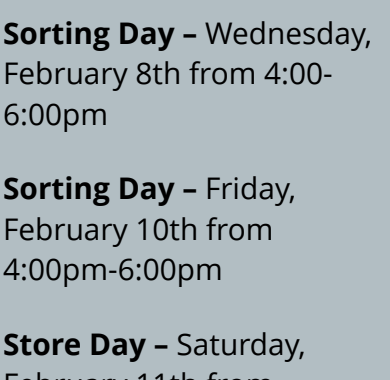 Sorting Day – Wednesday,
February 8th from 4:00-
6:00pm
Sorting Day – Friday,
February 10th from
4:00pm-6:00pm
Store Day – Saturday,
February 11th from